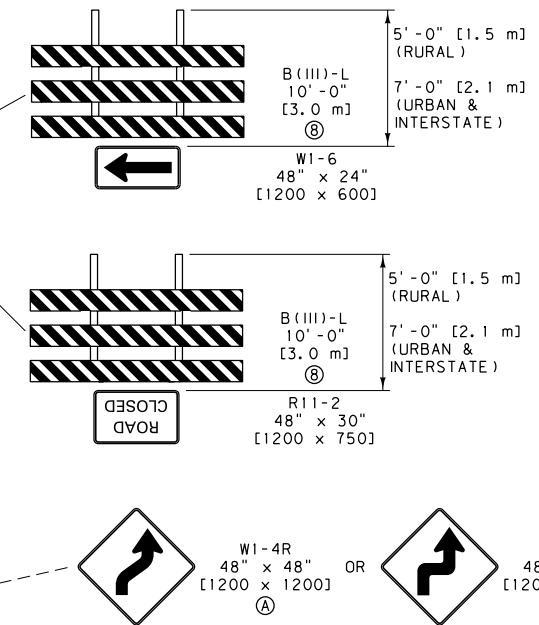 5'-0" [1.5 m]
(RURAL)
7'-0" [2.1 m]
(URBAN &
INTERSTATE)
B(III)-L
10'-0"
[3.0 m]
8
W1-6
48" x 24"
[1200 x 600]
5'-0" [1.5 m]
(RURAL)
7'-0" [2.1 m]
(URBAN &
INTERSTATE)
B(III)-L
10'-0"
[3.0 m]
8
ROAD
CLOSED
R11-2
48" x 30"
[1200 x 750]
W1-4R
48" x 48"
[1200 x 1200]
A
OR
48
[120